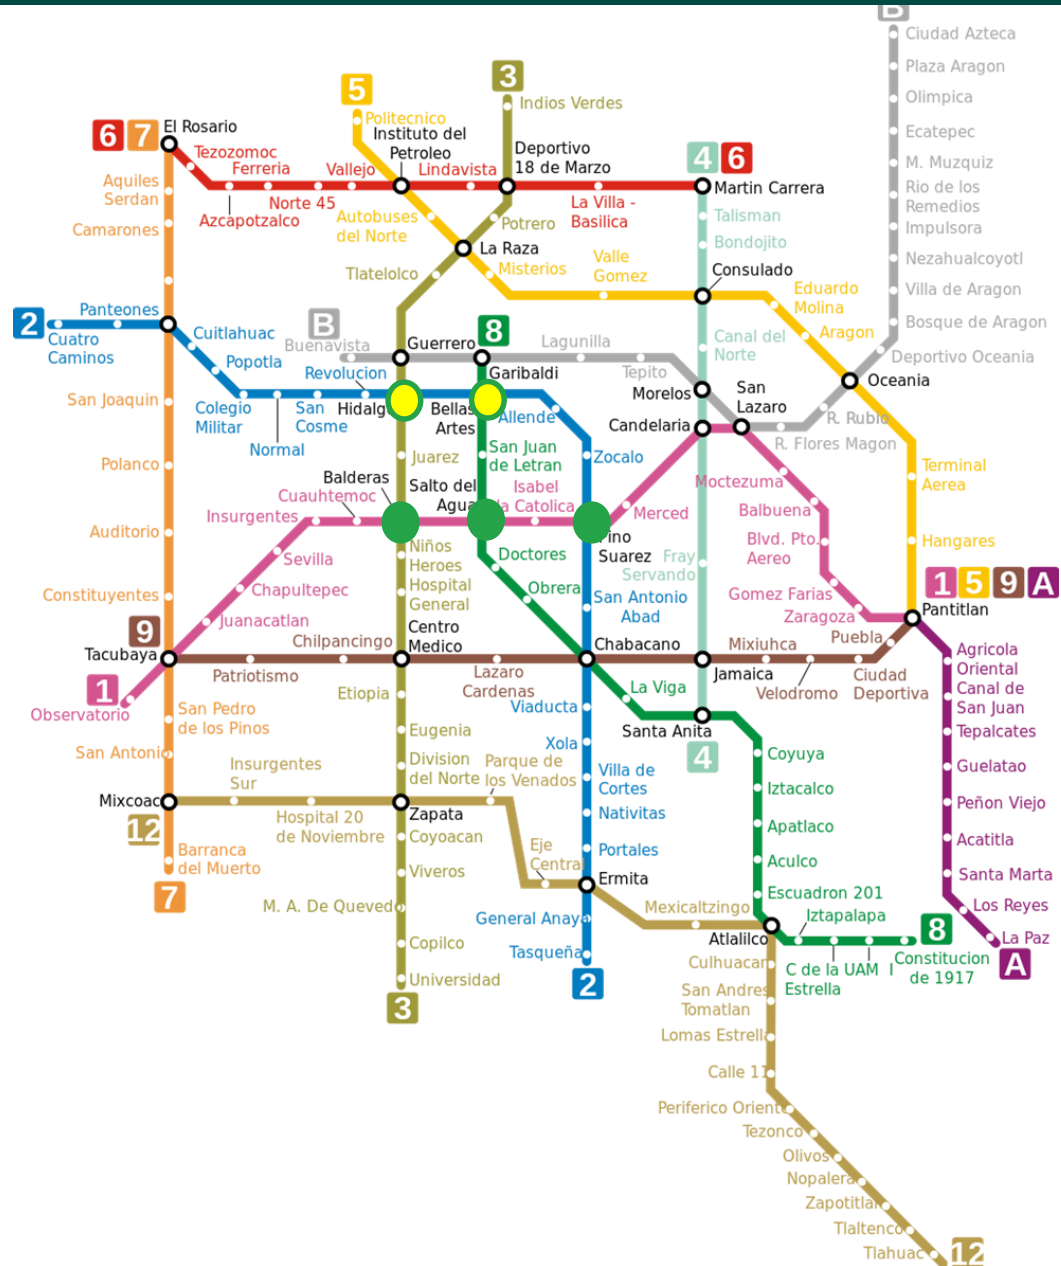 B
Ciudad Azteca
Plaza Aragon
Olimpica
Ecatepec
M. Muzquiz
Rio de los
Remedios
Impulsora
Nezahualcoyotl
Villa de Aragon
Bosque de Aragon
Deportivo Oceania
3
Indios Verdes
5
Politecnico
Instituto del
Petroleo
Deportivo
18 de Marzo
6 7
El Rosario
Tezozomoc
Ferreria
Vallejo
Lindavista
4 6
Martin Carrera
Aquiles
Serdan
Azcapotzalco
Norte 45
La Villa -
Basilica
Autobuses
del Norte
Potrero
Talisman
Camarones
La Raza
Bondojito
Tlatelolco
Misterios
Valle
Gomez
Consulado
Eduardo
Molina
Aragon
Panteones
2
Cuatro
Caminos
Cuitlahuac
Popotla
B
Buenavista
Guerrero
8
Garibaldi
Lagunilla
Tepito
Canal del
Norte
Revolucion
Colegio
Militar
San
Cosme
Normal
Hidalg
Bellas
Artes
Allende
Morelos
San
Lazaro
Oceania
R. Rubio
R. Flores Magon
Candelaria
San Joaquin
Juarez
San Juan
de Letran
Zocalo
Polanco
Balderas
Cuauhtemoc
Insurgentes
Salto del
Agua
Isabel
la Catolica
Merced
Pino
Suarez
Moctezuma
Balbuena
Blvd. Pto.
Aereo
Gomez Farias
Zaragoza
Terminal
Aerea
Hangares
1 5 9 A
Pantitlan
Auditorio
Sevilla
Chapultepec
Juanacatlan
Niños
Heroes
Hospital
General
Doctores
Obrera
Fray
Servando
San Antonio
Abad
Constituyentes
9
Tacubaya
1
Observatorio
Patriotismo
Chilpancingo
Centro
Medico
Lazaro
Cardenas
Chabacano
Jamaica
Mixiuhca
Velodromo
Puebla
Ciudad
Deportiva
Agricola
Oriental
Canal de
San Juan
Tepalcates
Guelatao
Peñon Viejo
Acatitla
Santa Marta
Los Reyes
La Paz
A
San Pedro
de los Pinos
San Antonio
Etiopia
Eugenia
Division
del Norte
Viaducta
Xola
Villa de
Cortes
Nativitas
Portales
La Viga
Santa Anita
4
Coyuya
Iztacalco
Apatlaco
Aculco
Escuadron 201
Mixcoac
12
Insurgentes
Sur
Hospital 20
de Noviembre
Parque de
los Venados
Zapata
Coyoacan
Viveros
M. A. De Quevedo
Copilco
Universidad
3
Barranca
del Muerto
7
Eje
Central
Ermita
General Anaya
Tasqueña
2
Mexicaltzingo
Atlalilco
Iztapalapa
8
Constitucion
de 1917
C de la
Estrella
UAM I
Culhuacan
San Andres
Tomatlan
Lomas Estrella
Calle 11
Periferico Oriente
Tezonco
Olivos
Nopalera
Zapotitlan
Tlaltenco
Tlahuac
12